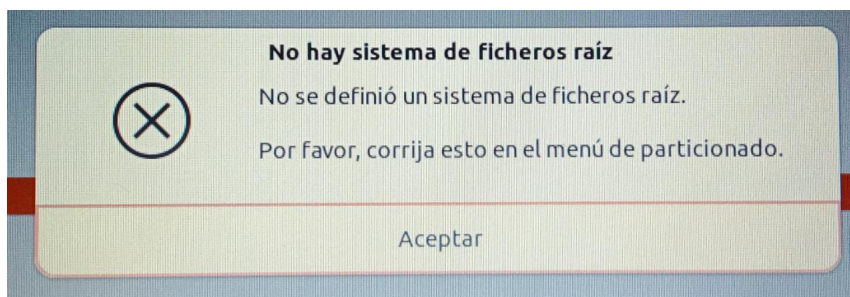 No hay sistema de ficheros raíz
No se definió un sistema de ficheros raíz.
Por favor, corrija esto en el menú de particionado.
Aceptar